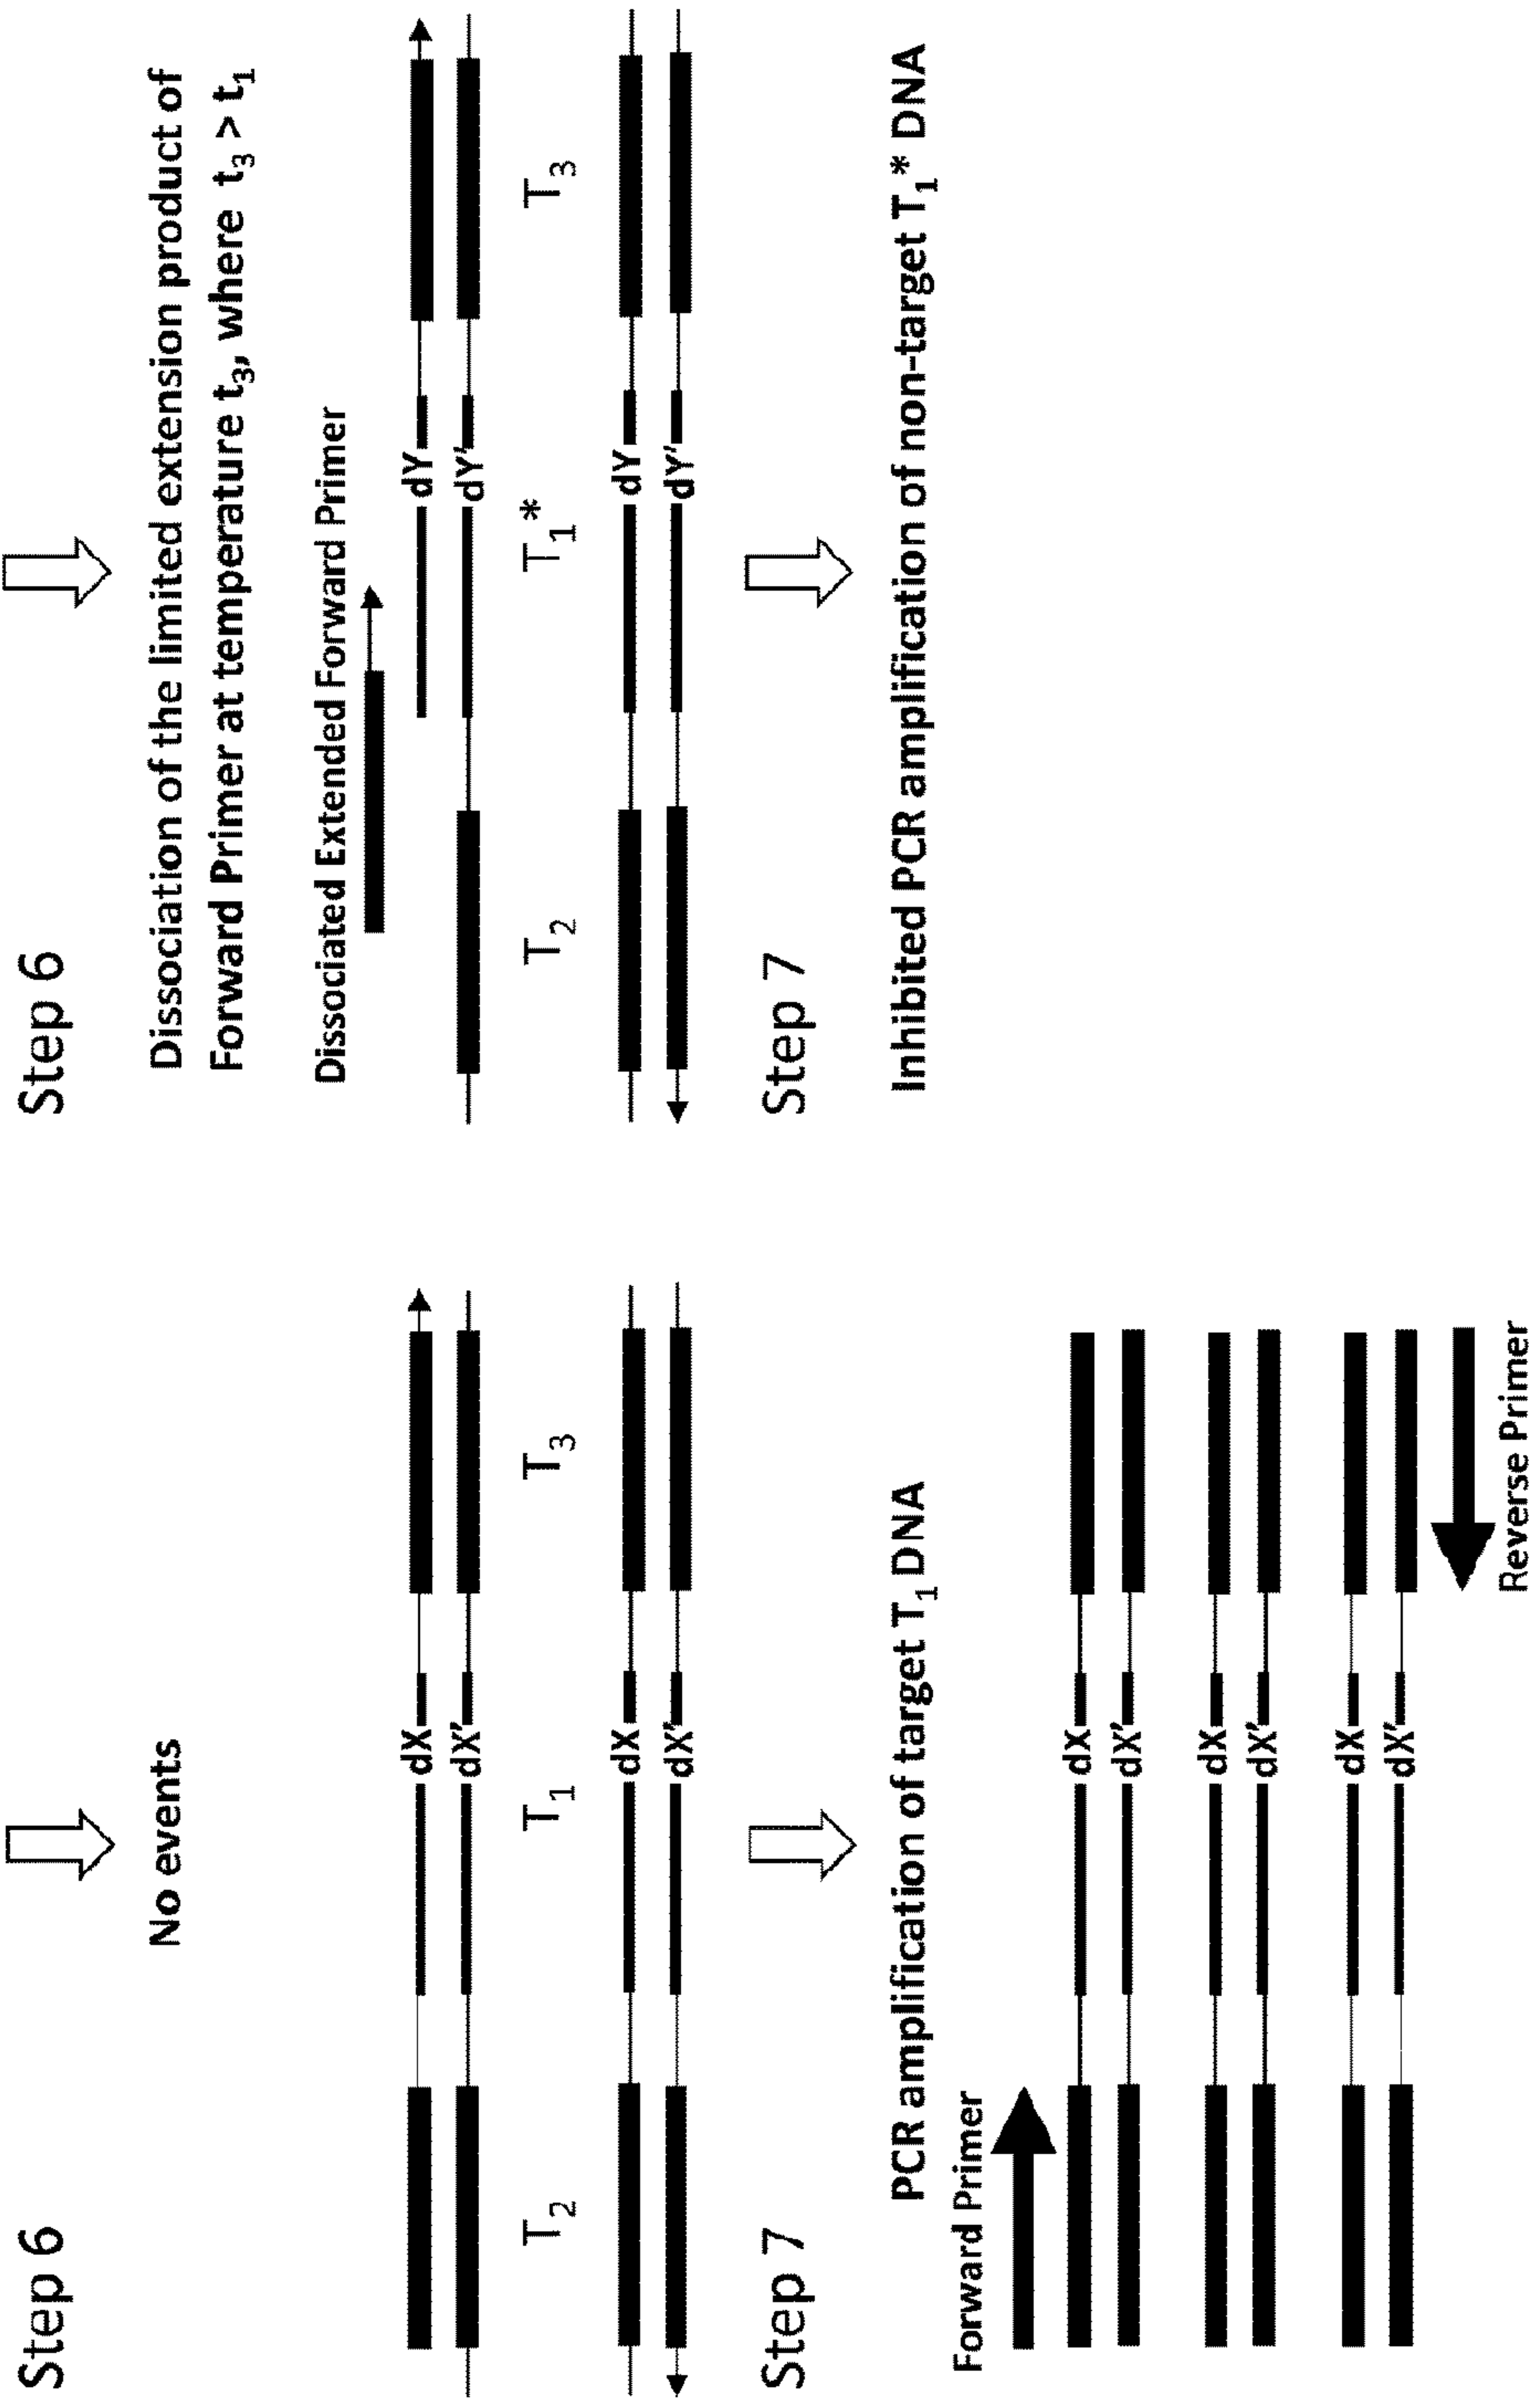 Step 6
No events
dX
dX'
T2
T1
T3
dX
dX'
Step 7
PCR amplification of target T1 DNA
Forward Primer
dX
dX'
dX
dX'
dX
dX'
Reverse Primer
Step 6
Dissociation of the limited extension product of
Forward Primer at temperature t3, where t3 > t1
Dissociated Extended Forward Primer
dY
dY'
T2
T1*
T3
dY
dY'
Step 7
Inhibited PCR amplification of non-target T1* DNA